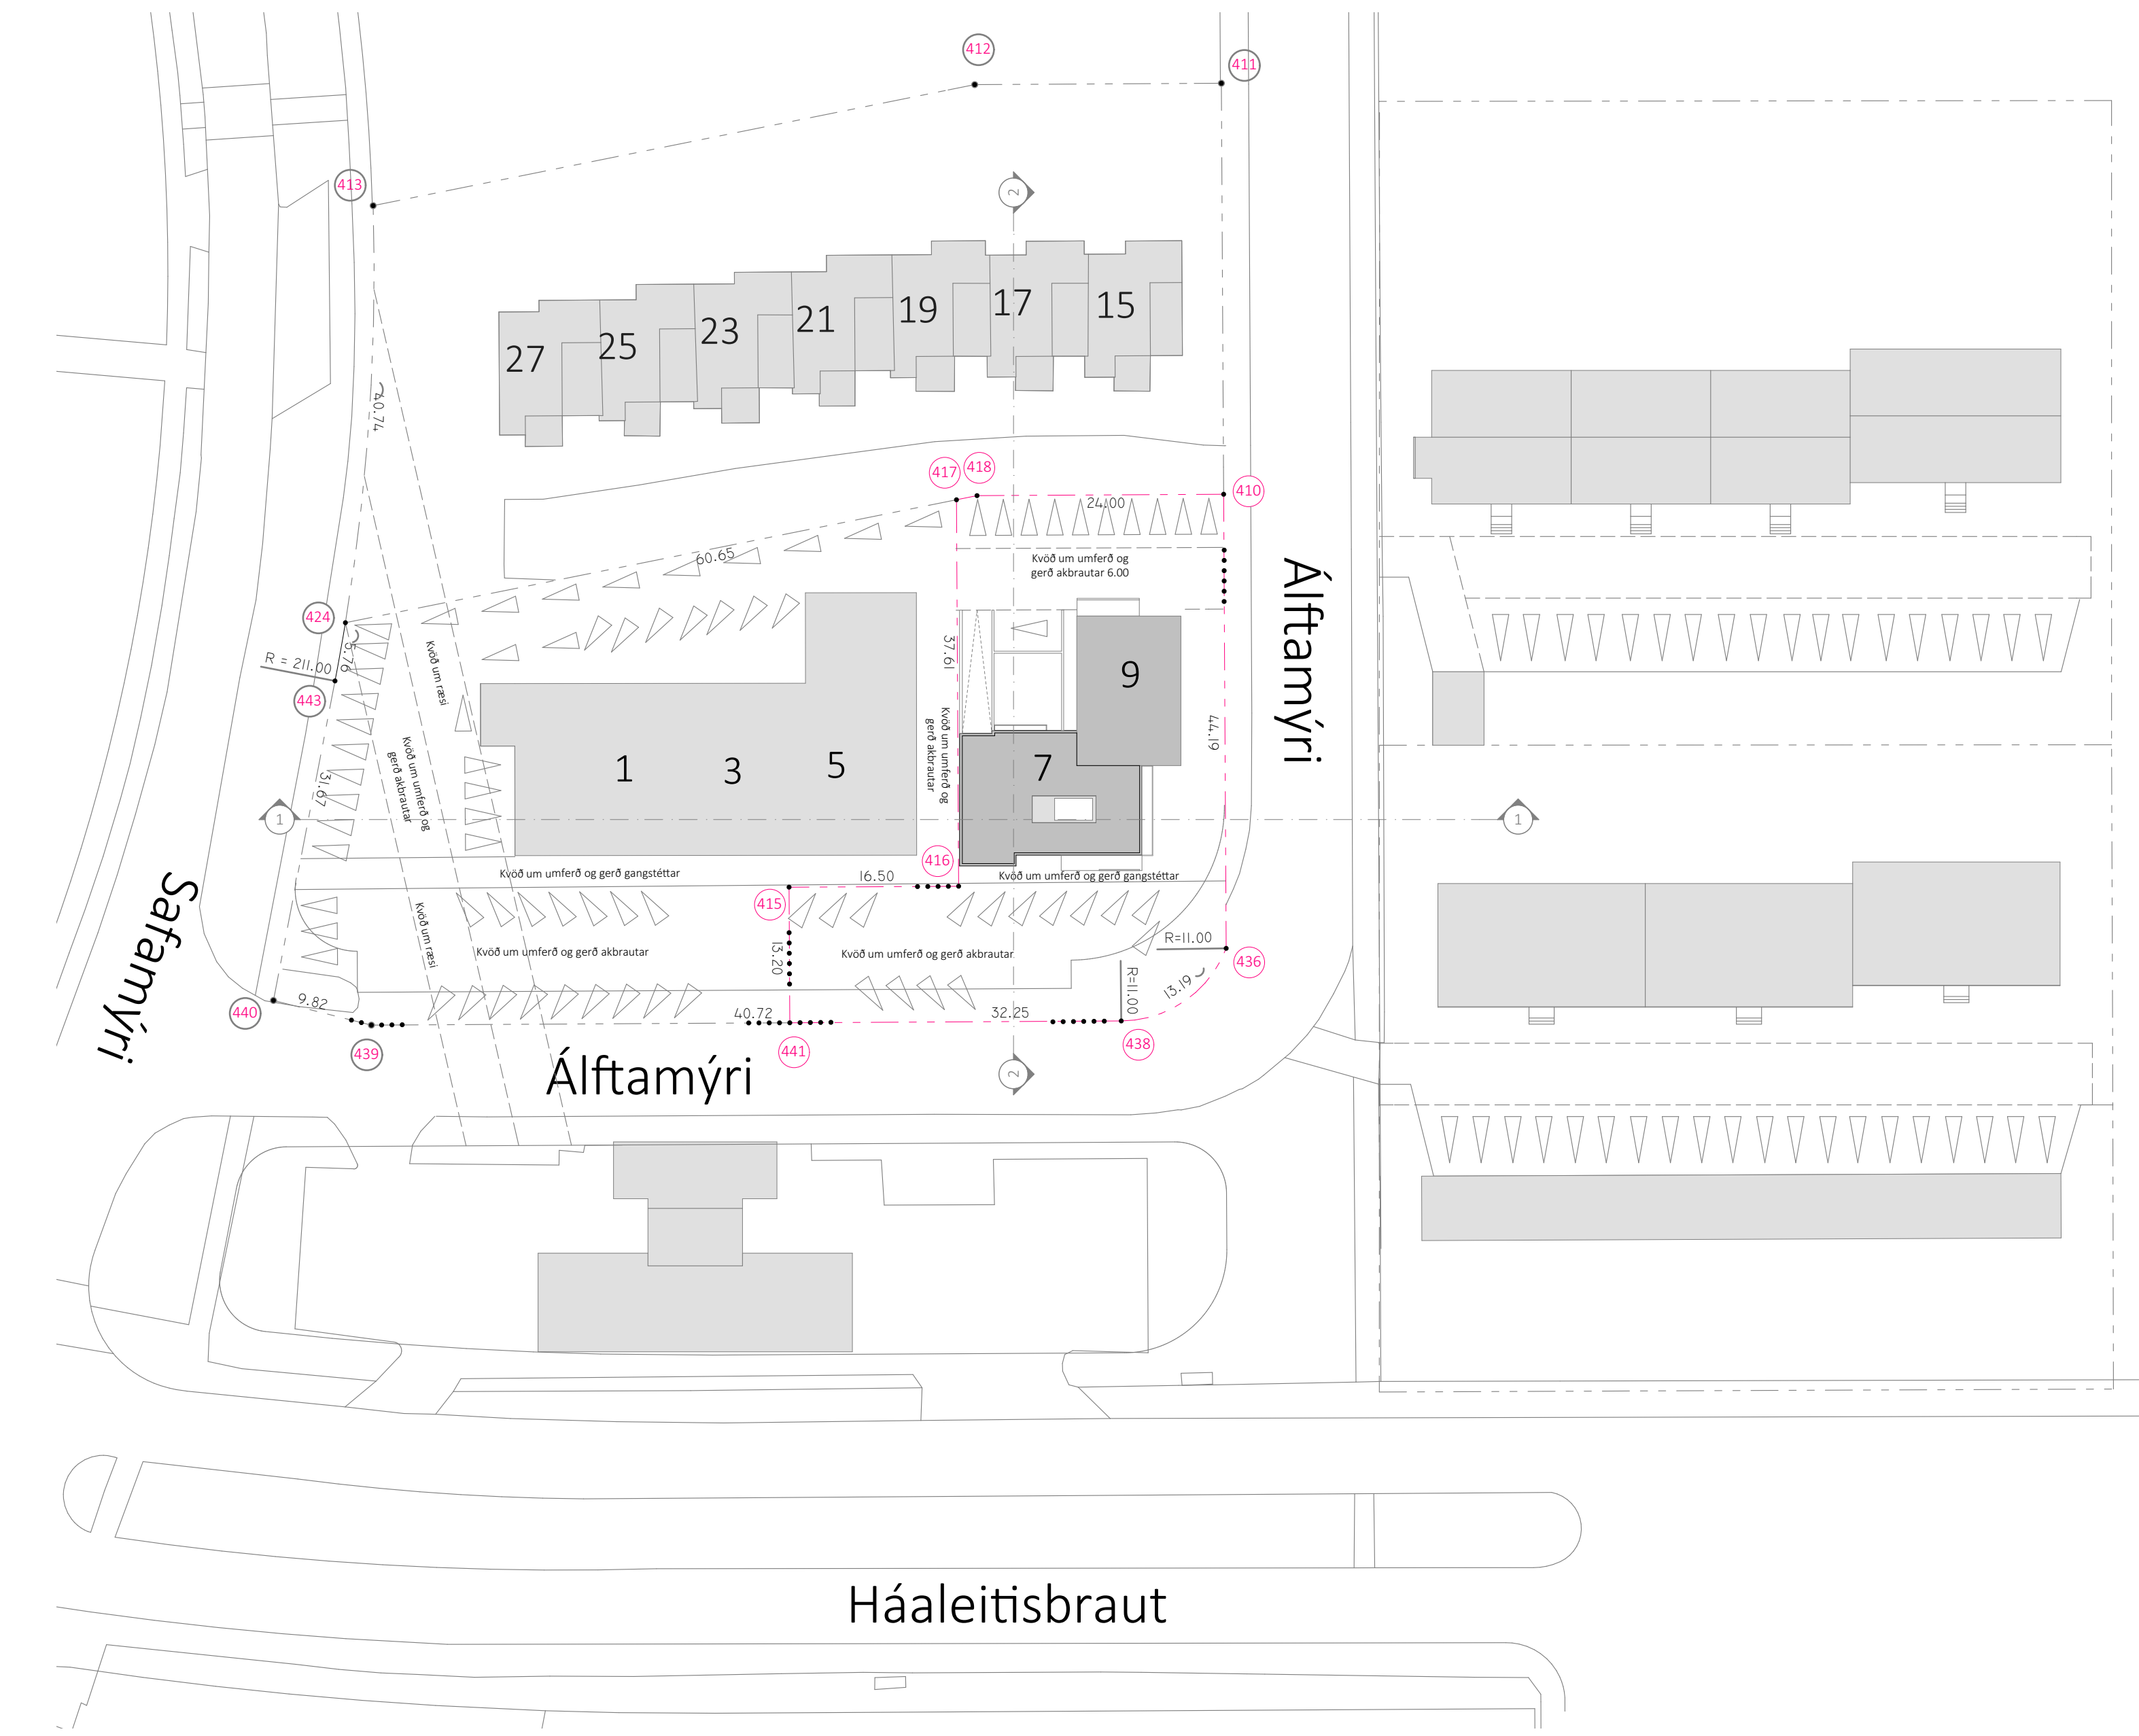 412
411
413
2
15
17
19
21
23
25
27
40.74
417
418
410
24.00
60.65
Kvöð um umferð og
gerð akbrautar 6.00
Álftamýri
424
5.76
R = 211.00
443
Kvöð um ræsi
37.61
9
44.19
Kvöð um umferð og
gerð akbrautar
Kvöð um umferð og
gerð akbrautar
1
3
5
7
31.67
1
1
416
Kvöð um umferð og gerð gangstéttar
16.50
Kvöð um umferð og gerð gangstéttar
415
Kvöð um ræsi
13.20
Kvöð um umferð og gerð akbrautar
Kvöð um umferð og gerð akbrautar
R=11.00
436
R=11.00
13.19
Safamýri
440
9.82
40.72
32.25
439
441
438
2
Álftamýri
Háaleitisbraut